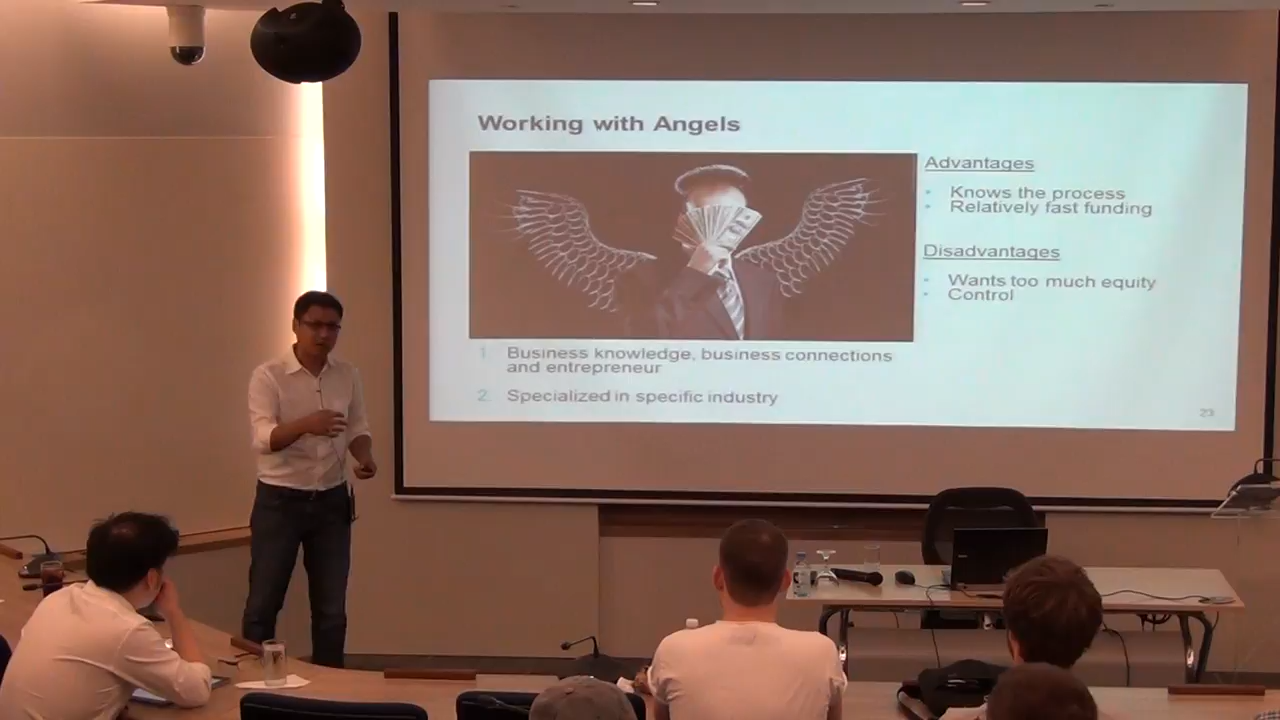 Working with Angels
Advantages
Knows the process
Relatively fast funding
Disadvantages
Wants too much equity
Control
1. Business knowledge, business connections
and entrepreneur
2. Specialized in specific industry
23